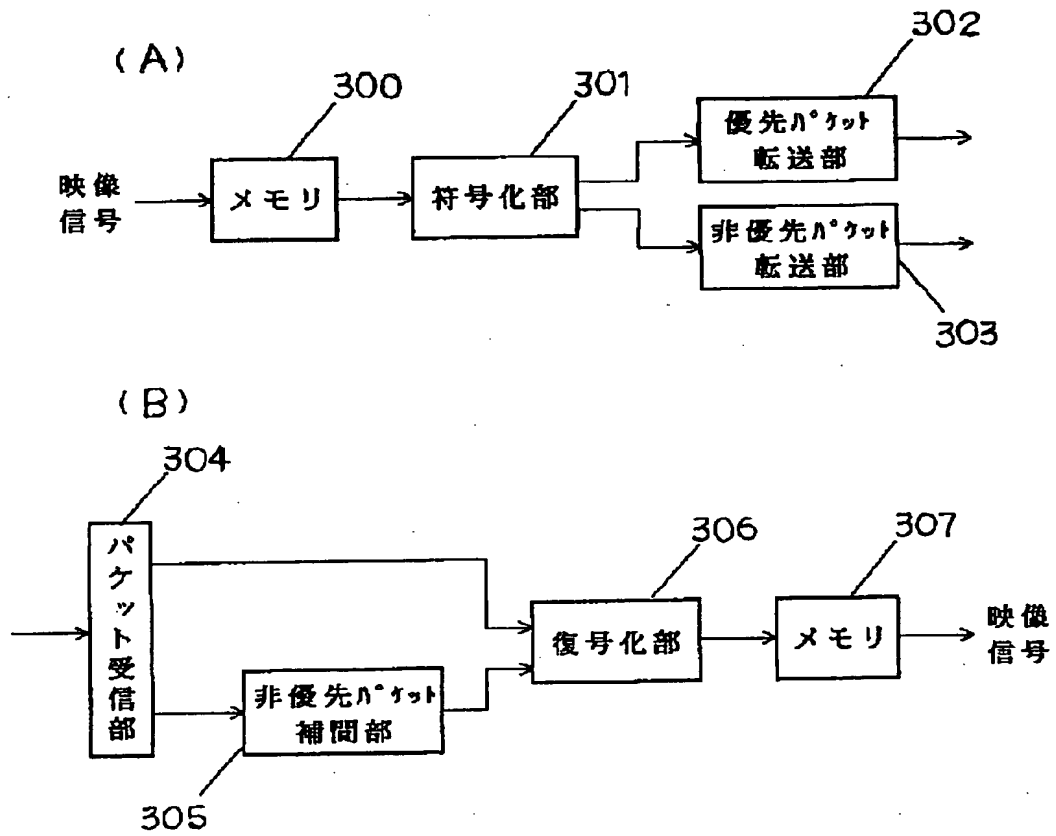 (A)
302
300
301
優先パケット
転送部
映像
信号
メモリ
符号化部
非優先パケット
転送部
303
(B)
304
306
307
パケット受信部
復号化部
メモリ
映像
信号
非優先パケット
補間部
305